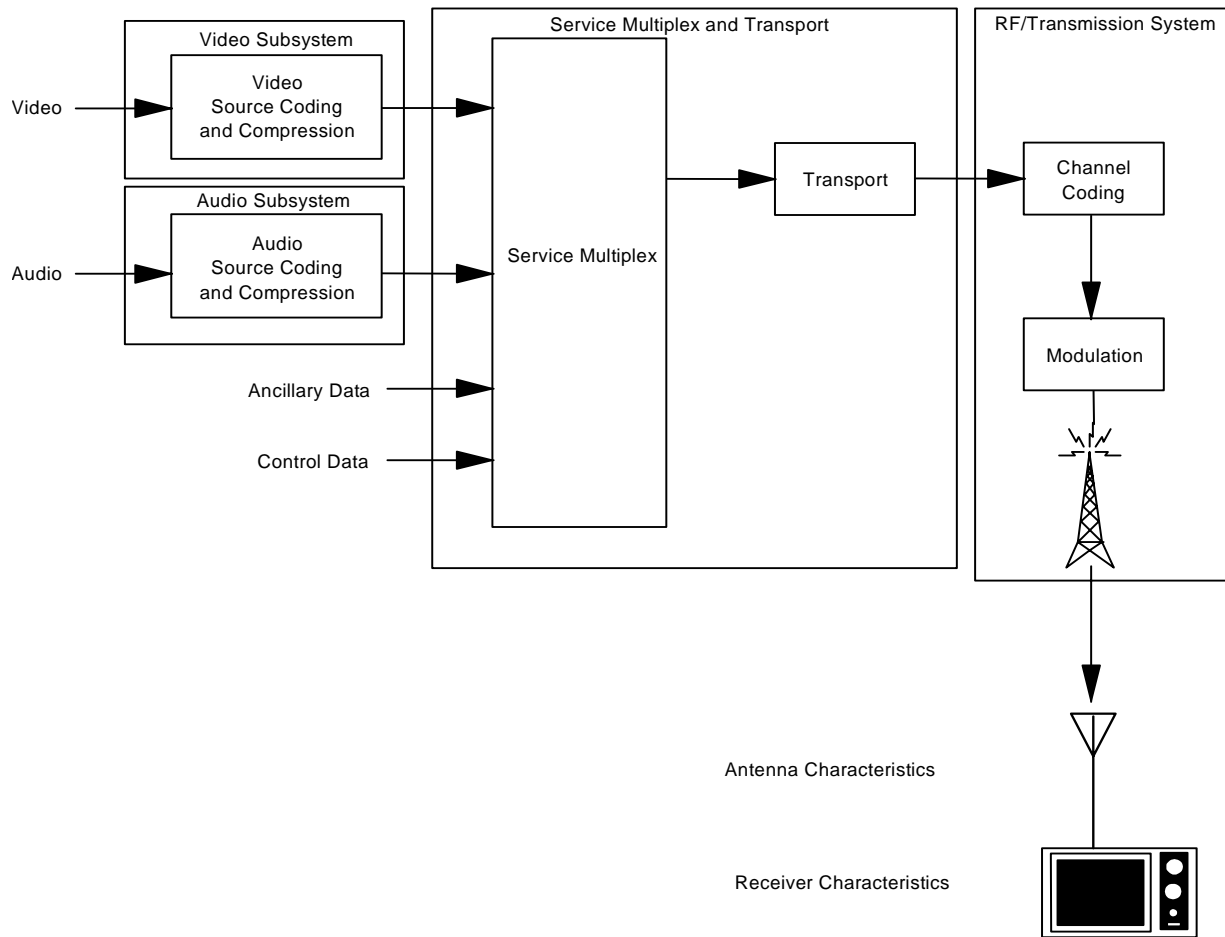 Service Multiplex and Transport
RF/Transmission System
Video Subsystem
Video
Source Coding
and Compression
Video
Audio Subsystem
Audio
Source Coding
and Compression
Audio
Ancillary Data
Control Data
Service Multiplex
Transport
Channel
Coding
Modulation
Antenna Characteristics
Receiver Characteristics